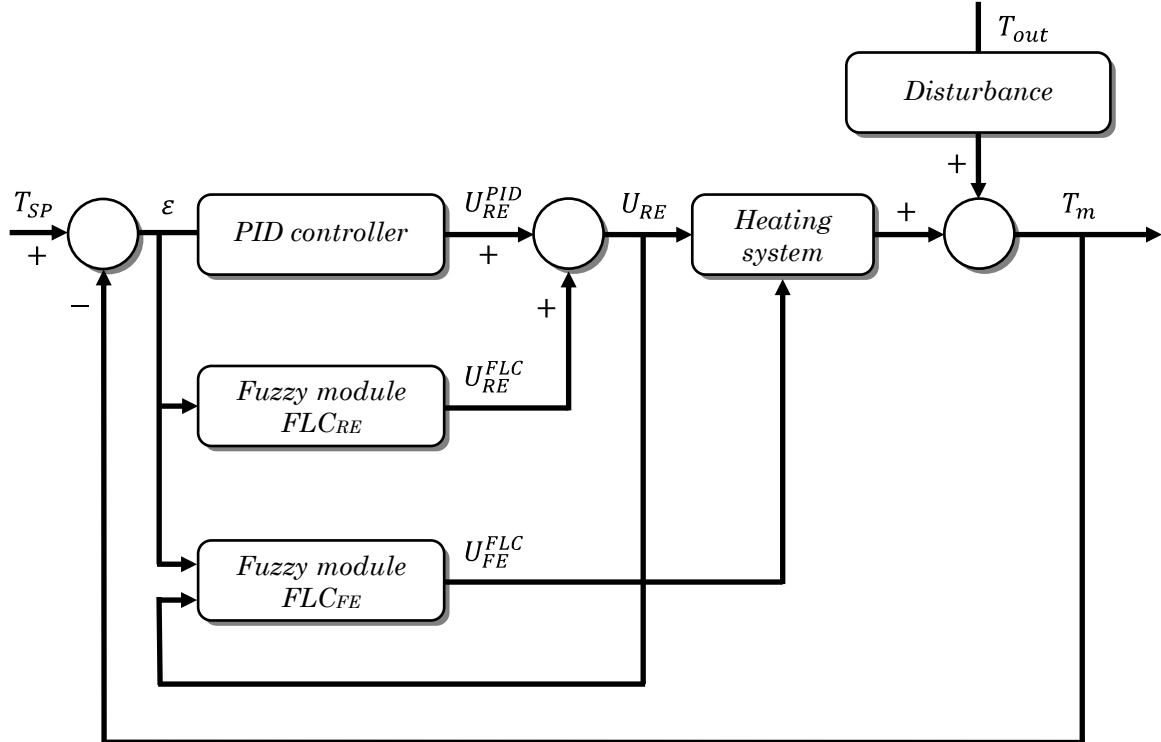 T_out
Disturbance
+
T_SP
+
−
ε
PID controller
U_RE^PID
+
+
U_RE
Heating
system
+
T_m
Fuzzy module
FLC_RE
U_RE^FLC
Fuzzy module
FLC_FE
U_FE^FLC